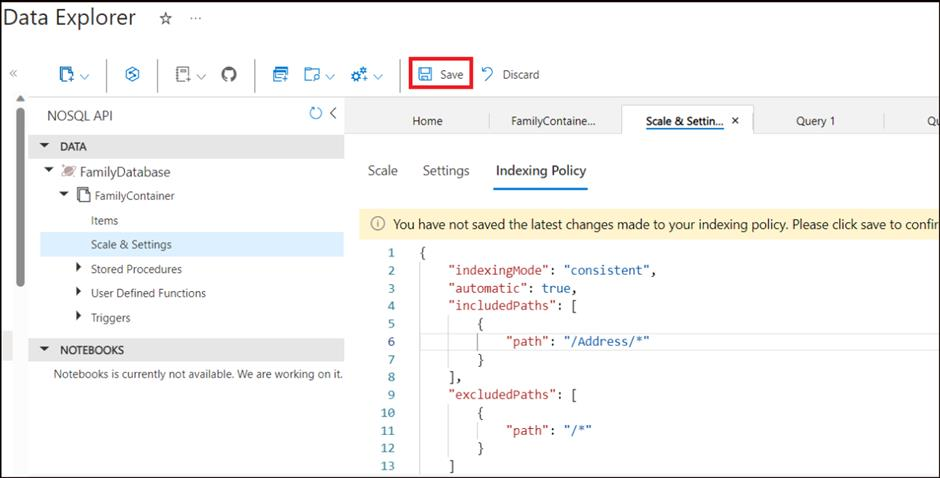 Data Explorer
Save
Discard
NOSQL API
DATA
FamilyDatabase
FamilyContainer
Items
Scale & Settings
Stored Procedures
User Defined Functions
Triggers
NOTEBOOKS
Notebooks is currently not available. We are working on it.
Home
FamilyContaine...
Scale & Settin...
Query 1
Qu
Scale
Settings
Indexing Policy
You have not saved the latest changes made to your indexing policy. Please click save to confir
1 {
2 "indexingMode": "consistent",
3 "automatic": true,
4 "includedPaths": [
5 {
6 "path": "/Address/*"
7 }
8 ],
9 "excludedPaths": [
10 {
11 "path": "/*"
12 }
13 ]